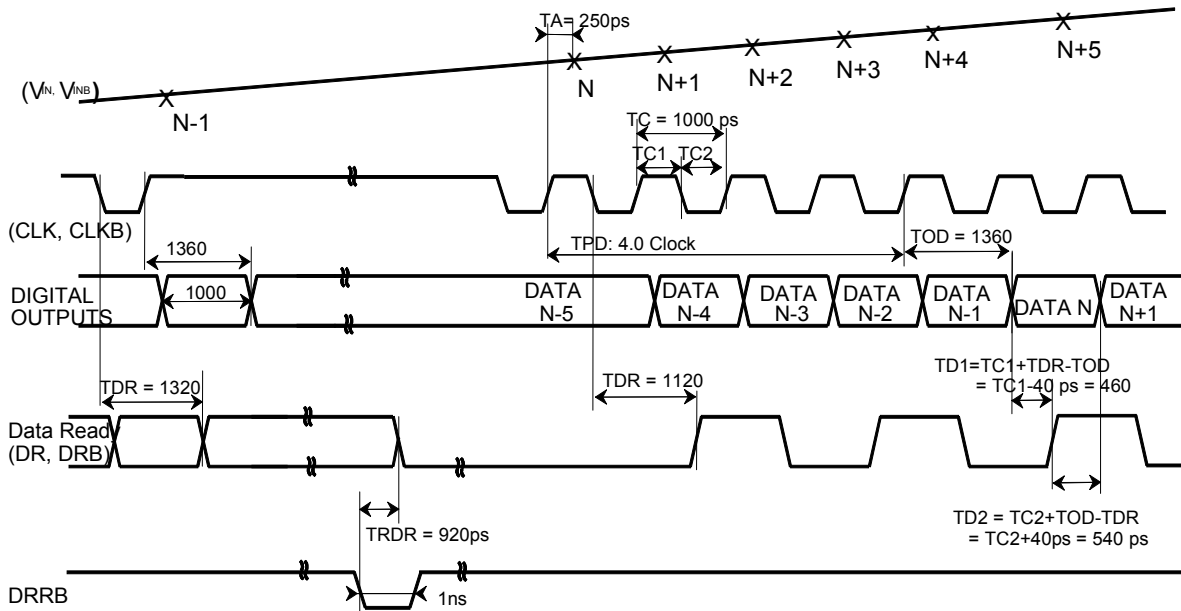 TA= 250ps
(VIN, VINB)
N-1
N
N+1
N+2
N+3
N+4
N+5
TC = 1000 ps
TC1
TC2
(CLK, CLKB)
1360
TPD: 4.0 Clock
TOD = 1360
1000
DIGITAL
OUTPUTS
DATA
N-5
DATA
N-4
DATA
N-3
DATA
N-2
DATA
N-1
DATA N
DATA
N+1
TDR = 1320
TDR = 1120
TD1=TC1+TDR-TOD
= TC1-40 ps = 460
Data Read
(DR, DRB)
TRDR = 920ps
TD2 = TC2+TOD-TDR
= TC2+40ps = 540 ps
DRRB
1ns